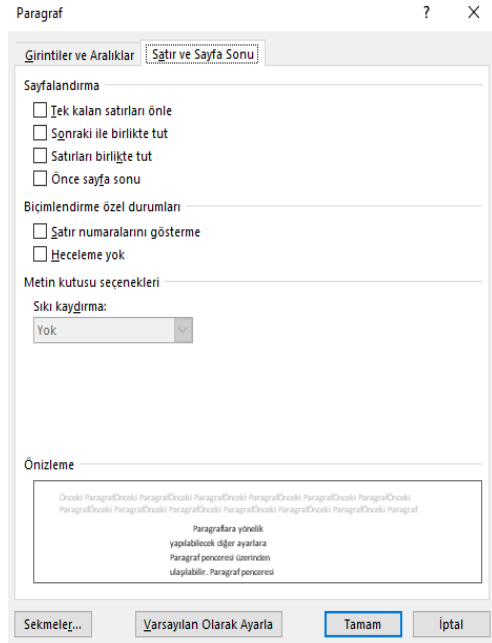 Paragraf ? X
Girintiler ve Aralıklar Satır ve Sayfa Sonu
Sayfalandırma
Tek kalan satırları önle
Sonraki ile birlikte tut
Satırları birlikte tut
Önce sayfa sonu
Biçimlendirme özel durumları
Satır numaralarını gösterme
Heceleme yok
Metin kutusu seçenekleri
Sıkı kaydırma:
Yok
Önizleme
Önceki ParagrafÖnceki ParagrafÖnceki ParagrafÖnceki ParagrafÖnceki ParagrafÖnceki ParagrafÖnceki
ParagrafÖnceki ParagrafÖnceki ParagrafÖnceki ParagrafÖnceki ParagrafÖnceki ParagrafÖnceki Paragraf
Paragraflara yönelik
yapılabilecek diğer ayarlara
Paragraf penceresi üzerinden
ulaşılabilir. Paragraf penceresi
Sekmeler... Varsayılan Olarak Ayarla Tamam İptal